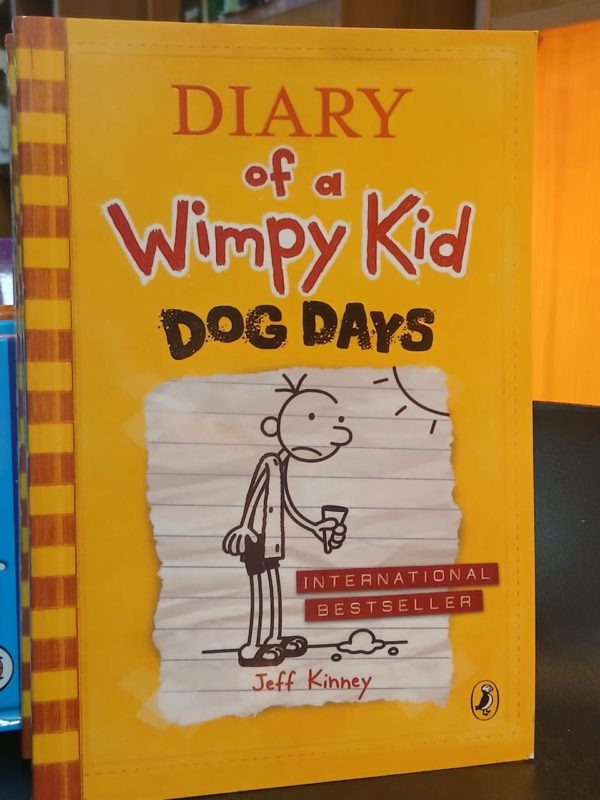 DIARY
of a
Wimpy Kid
DOG DAYS
INTERNATIONAL
BESTSELLER
Jeff Kinney